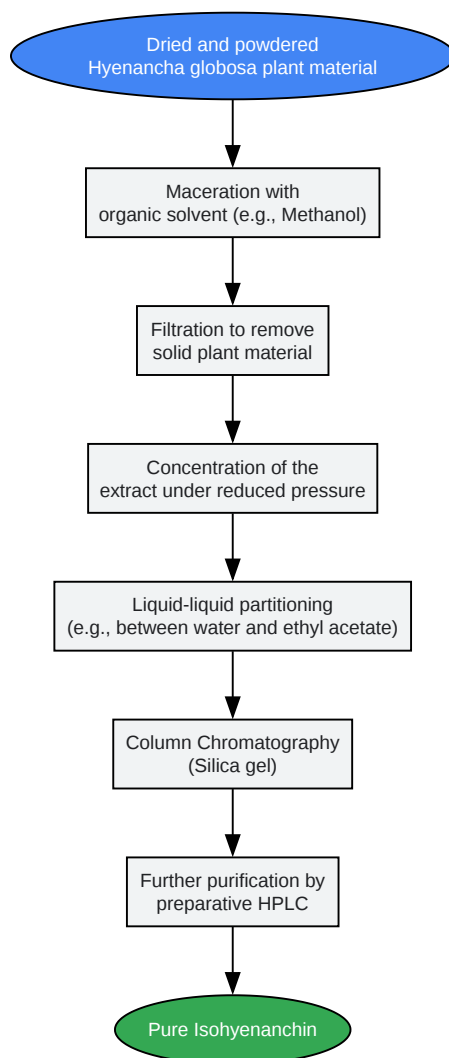 Dried and powdered
Hyenancha globosa plant material
Maceration with
organic solvent (e.g., Methanol)
Filtration to remove
solid plant material
Concentration of the
extract under reduced pressure
Liquid-liquid partitioning
(e.g., between water and ethyl acetate)
Column Chromatography
(Silica gel)
Further purification by
preparative HPLC
Pure Isohyenanchin